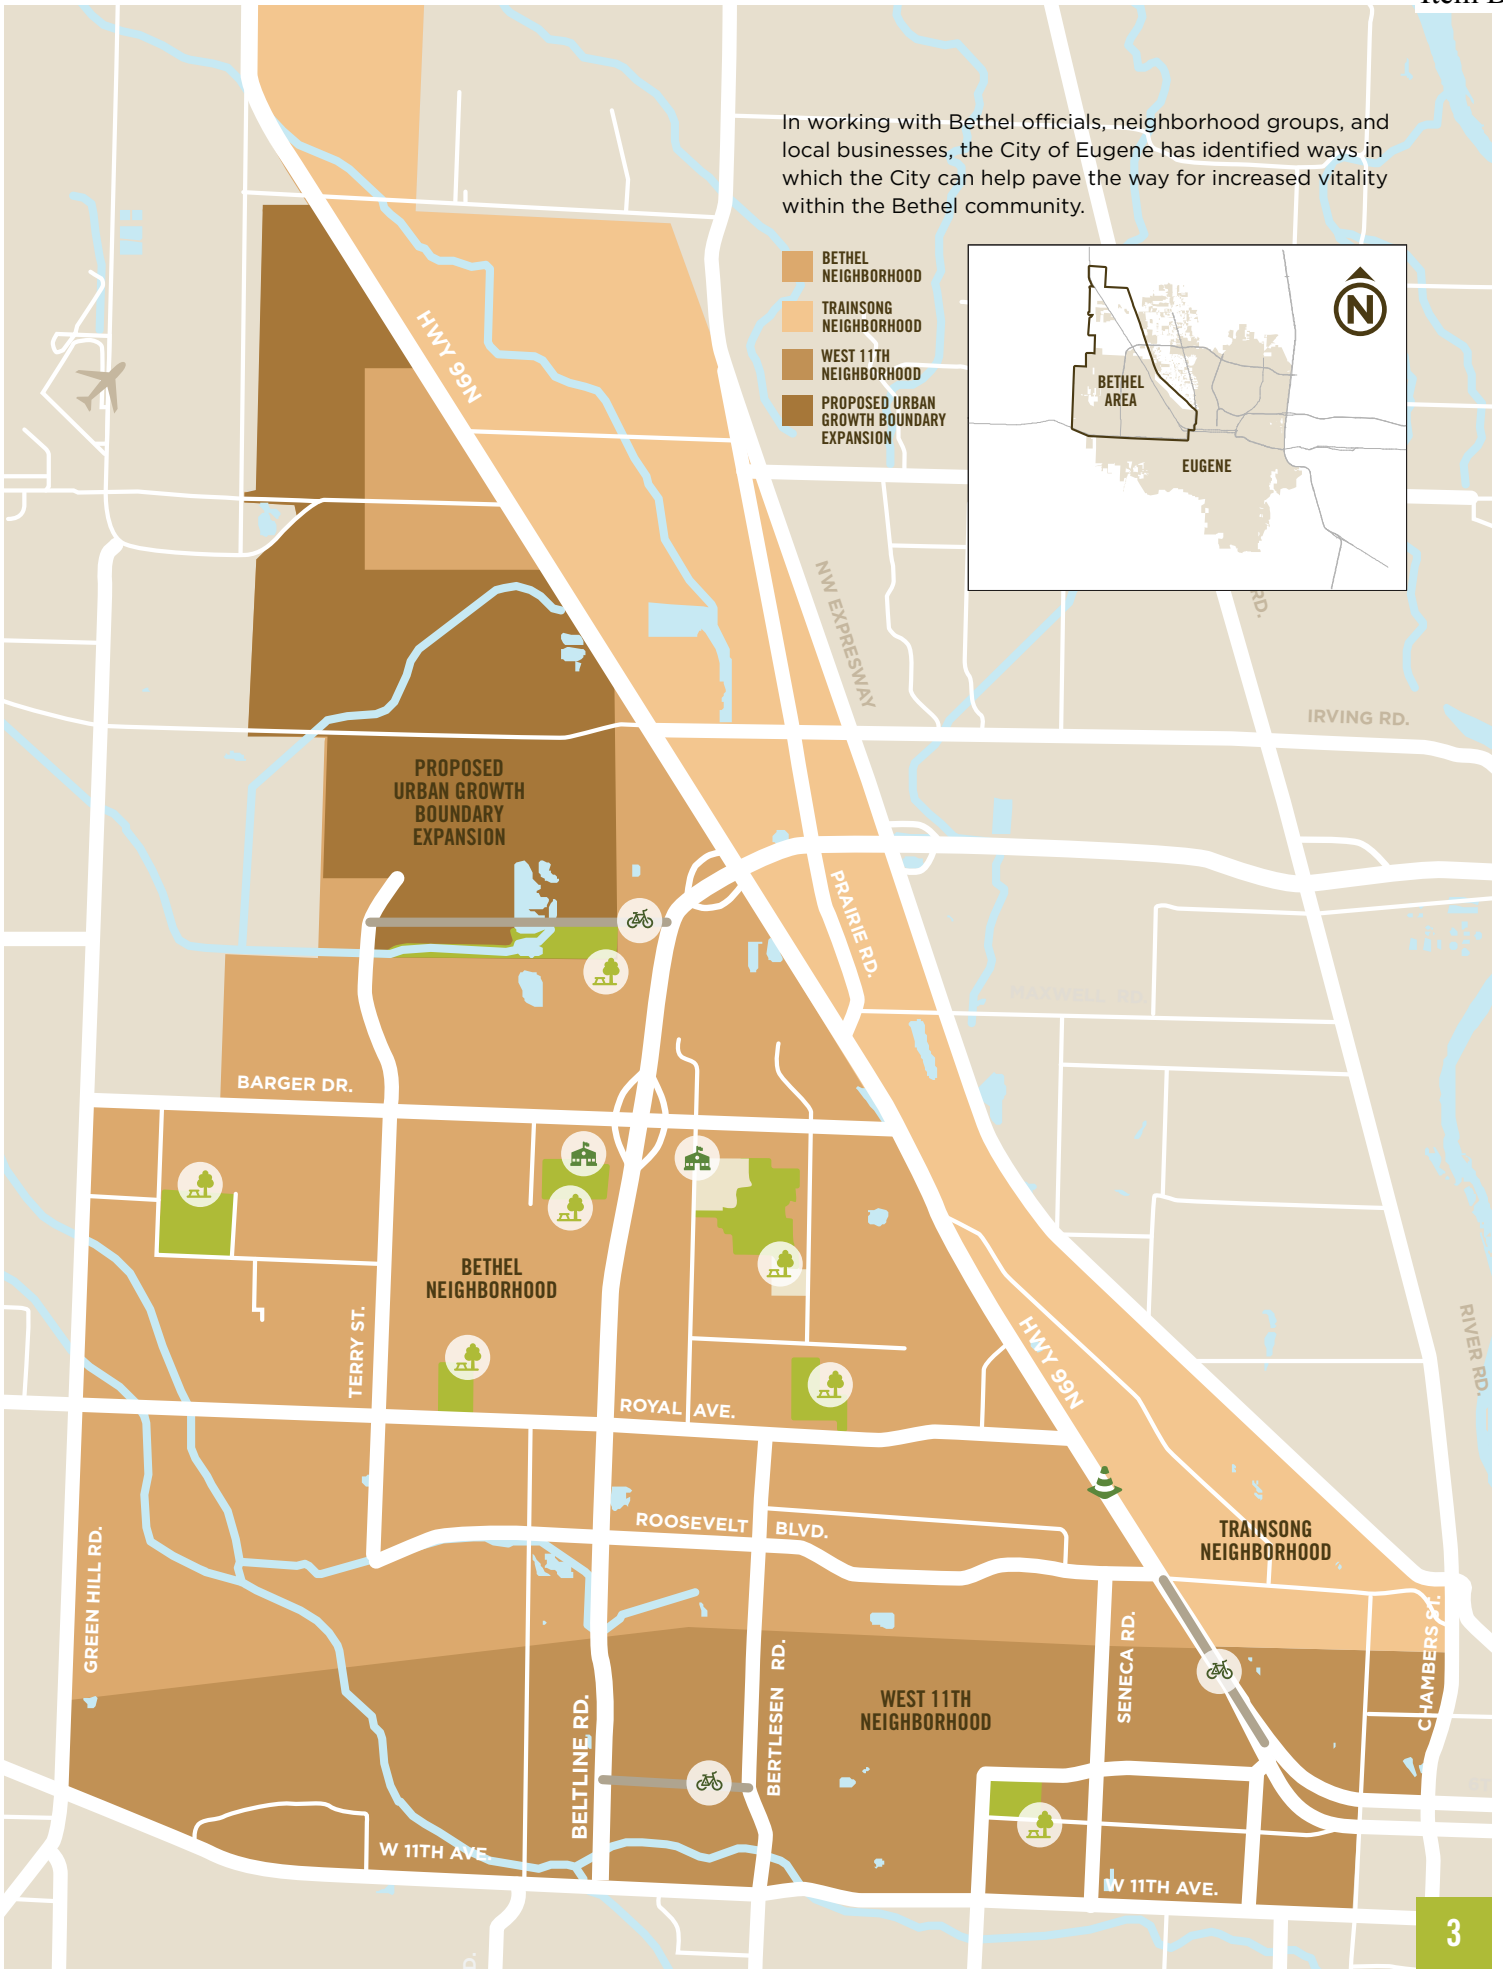 In working with Bethel officials, neighborhood groups, and
local businesses, the City of Eugene has identified ways in
which the City can help pave the way for increased vitality
within the Bethel community.
BETHEL
NEIGHBORHOOD
TRAINSONG
NEIGHBORHOOD
WEST 11TH
NEIGHBORHOOD
PROPOSED URBAN
GROWTH BOUNDARY
EXPANSION
N
BETHEL
AREA
EUGENE
HWY 99N
NW EXPRESWAY
RD.
IRVING RD.
PROPOSED
URBAN GROWTH
BOUNDARY
EXPANSION
PRAIRIE RD.
MAXWELL RD.
BARGER DR.
BETHEL
NEIGHBORHOOD
TERRY ST.
HWY 99N
RIVER RD.
ROYAL AVE.
ROOSEVELT BLVD.
TRAINSONG
NEIGHBORHOOD
GREEN HILL RD.
SENECA RD.
CHAMBERS ST.
BERTLESEN RD.
WEST 11TH
NEIGHBORHOOD
BELTLINE RD.
W 11TH AVE.
W 11TH AVE.
3